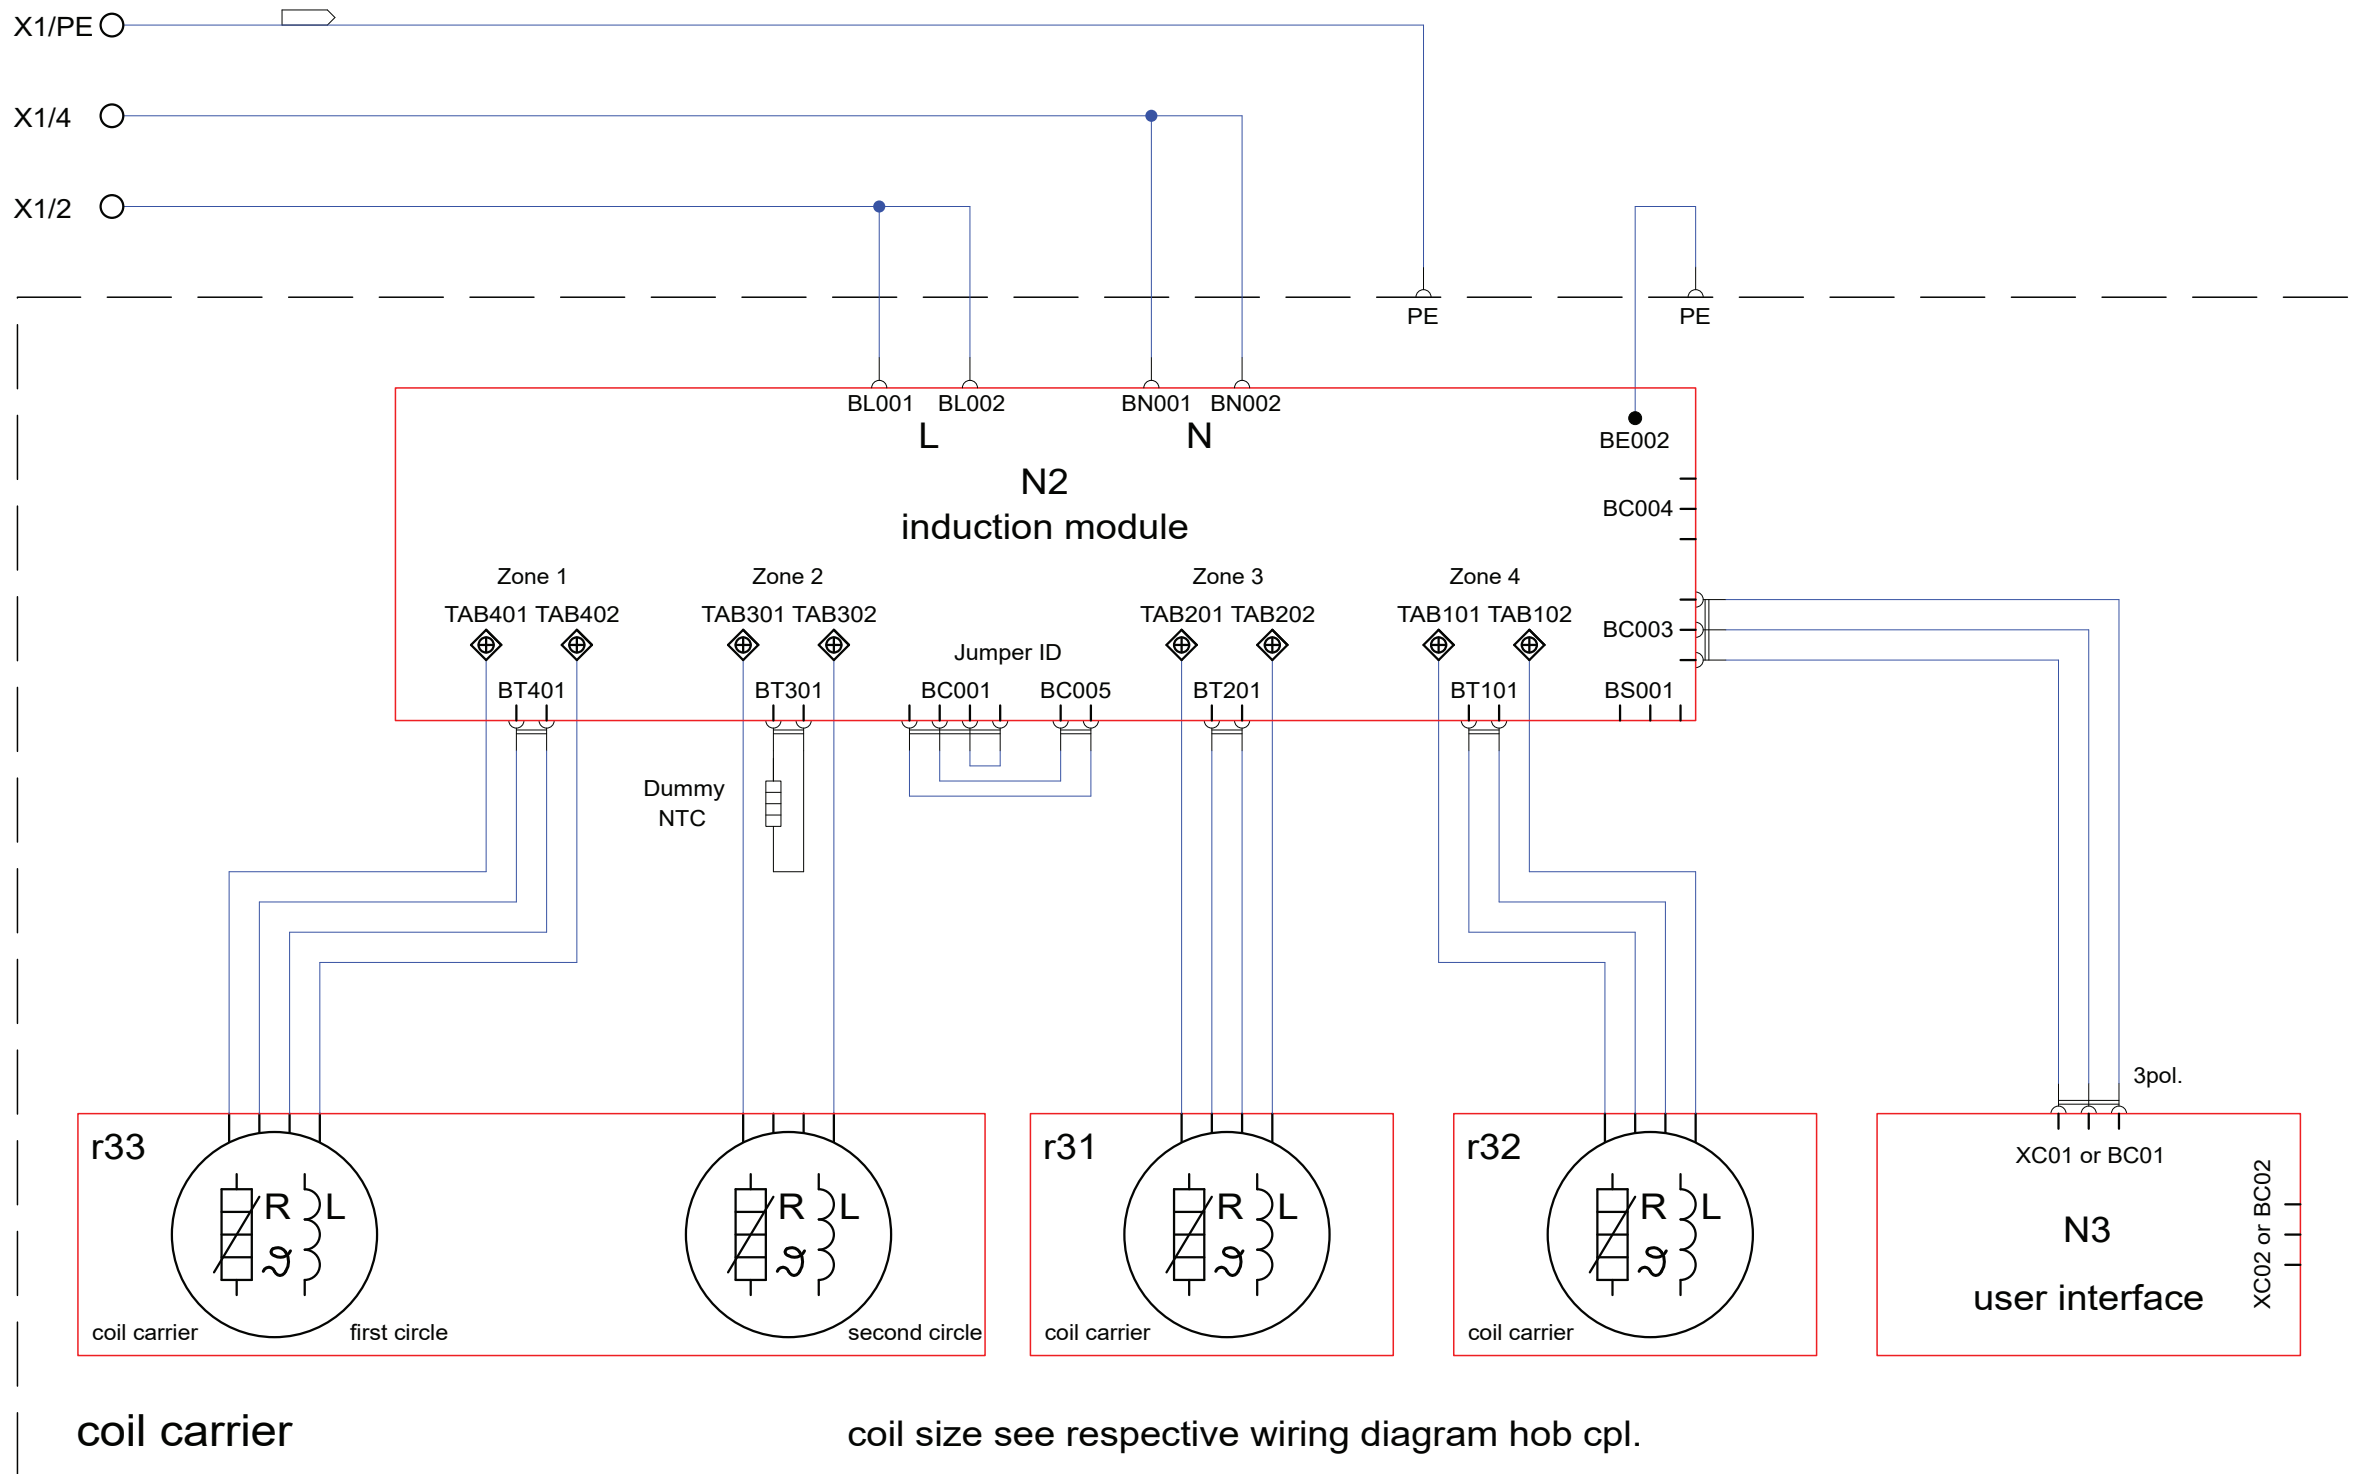 X1/PE
X1/4
X1/2
PE PE
BL001 BL002 BN001 BN002
L N
BE002
N2
induction module
BC004
Zone 1 Zone 2 Zone 3 Zone 4
TAB401 TAB402 TAB301 TAB302 TAB201 TAB202 TAB101 TAB102
BC003
Jumper ID
BT401 BT301 BC001 BC005 BT201 BT101 BS001
Dummy
NTC
3pol.
r33 r31 r32
XC01 or BC01
XC02 or BC02
R L R L R L R L
N3
ϑ ϑ ϑ ϑ
user interface
coil carrier first circle second circle coil carrier coil carrier
coil carrier
coil size see respective wiring diagram hob cpl.